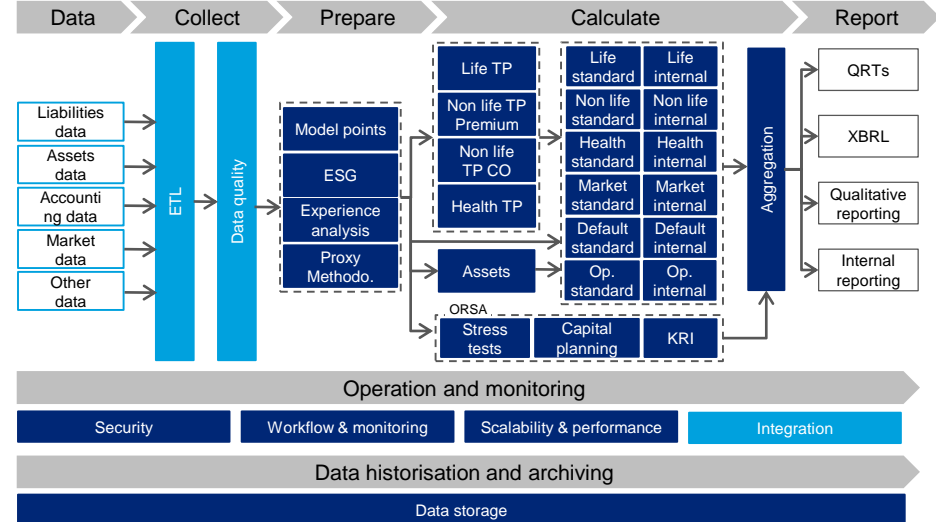 Data
Collect
Prepare
Calculate
Report
Liabilities
data
Assets
data
Accounti
ng data
Market
data
Other
data
ETL
Data quality
Model points
ESG
Experience
analysis
Proxy
Methodo.
Life TP
Non life TP
Premium
Non life
TP CO
Health TP
Assets
Life
standard
Life
internal
Non life
standard
Non life
internal
Health
standard
Health
internal
Market
standard
Market
internal
Default
standard
Default
internal
Op.
standard
Op.
internal
ORSA
Stress
tests
Capital
planning
KRI
Aggregation
QRTs
XBRL
Qualitative
reporting
Internal
reporting
Operation and monitoring
Security
Workflow & monitoring
Scalability & performance
Integration
Data historisation and archiving
Data storage